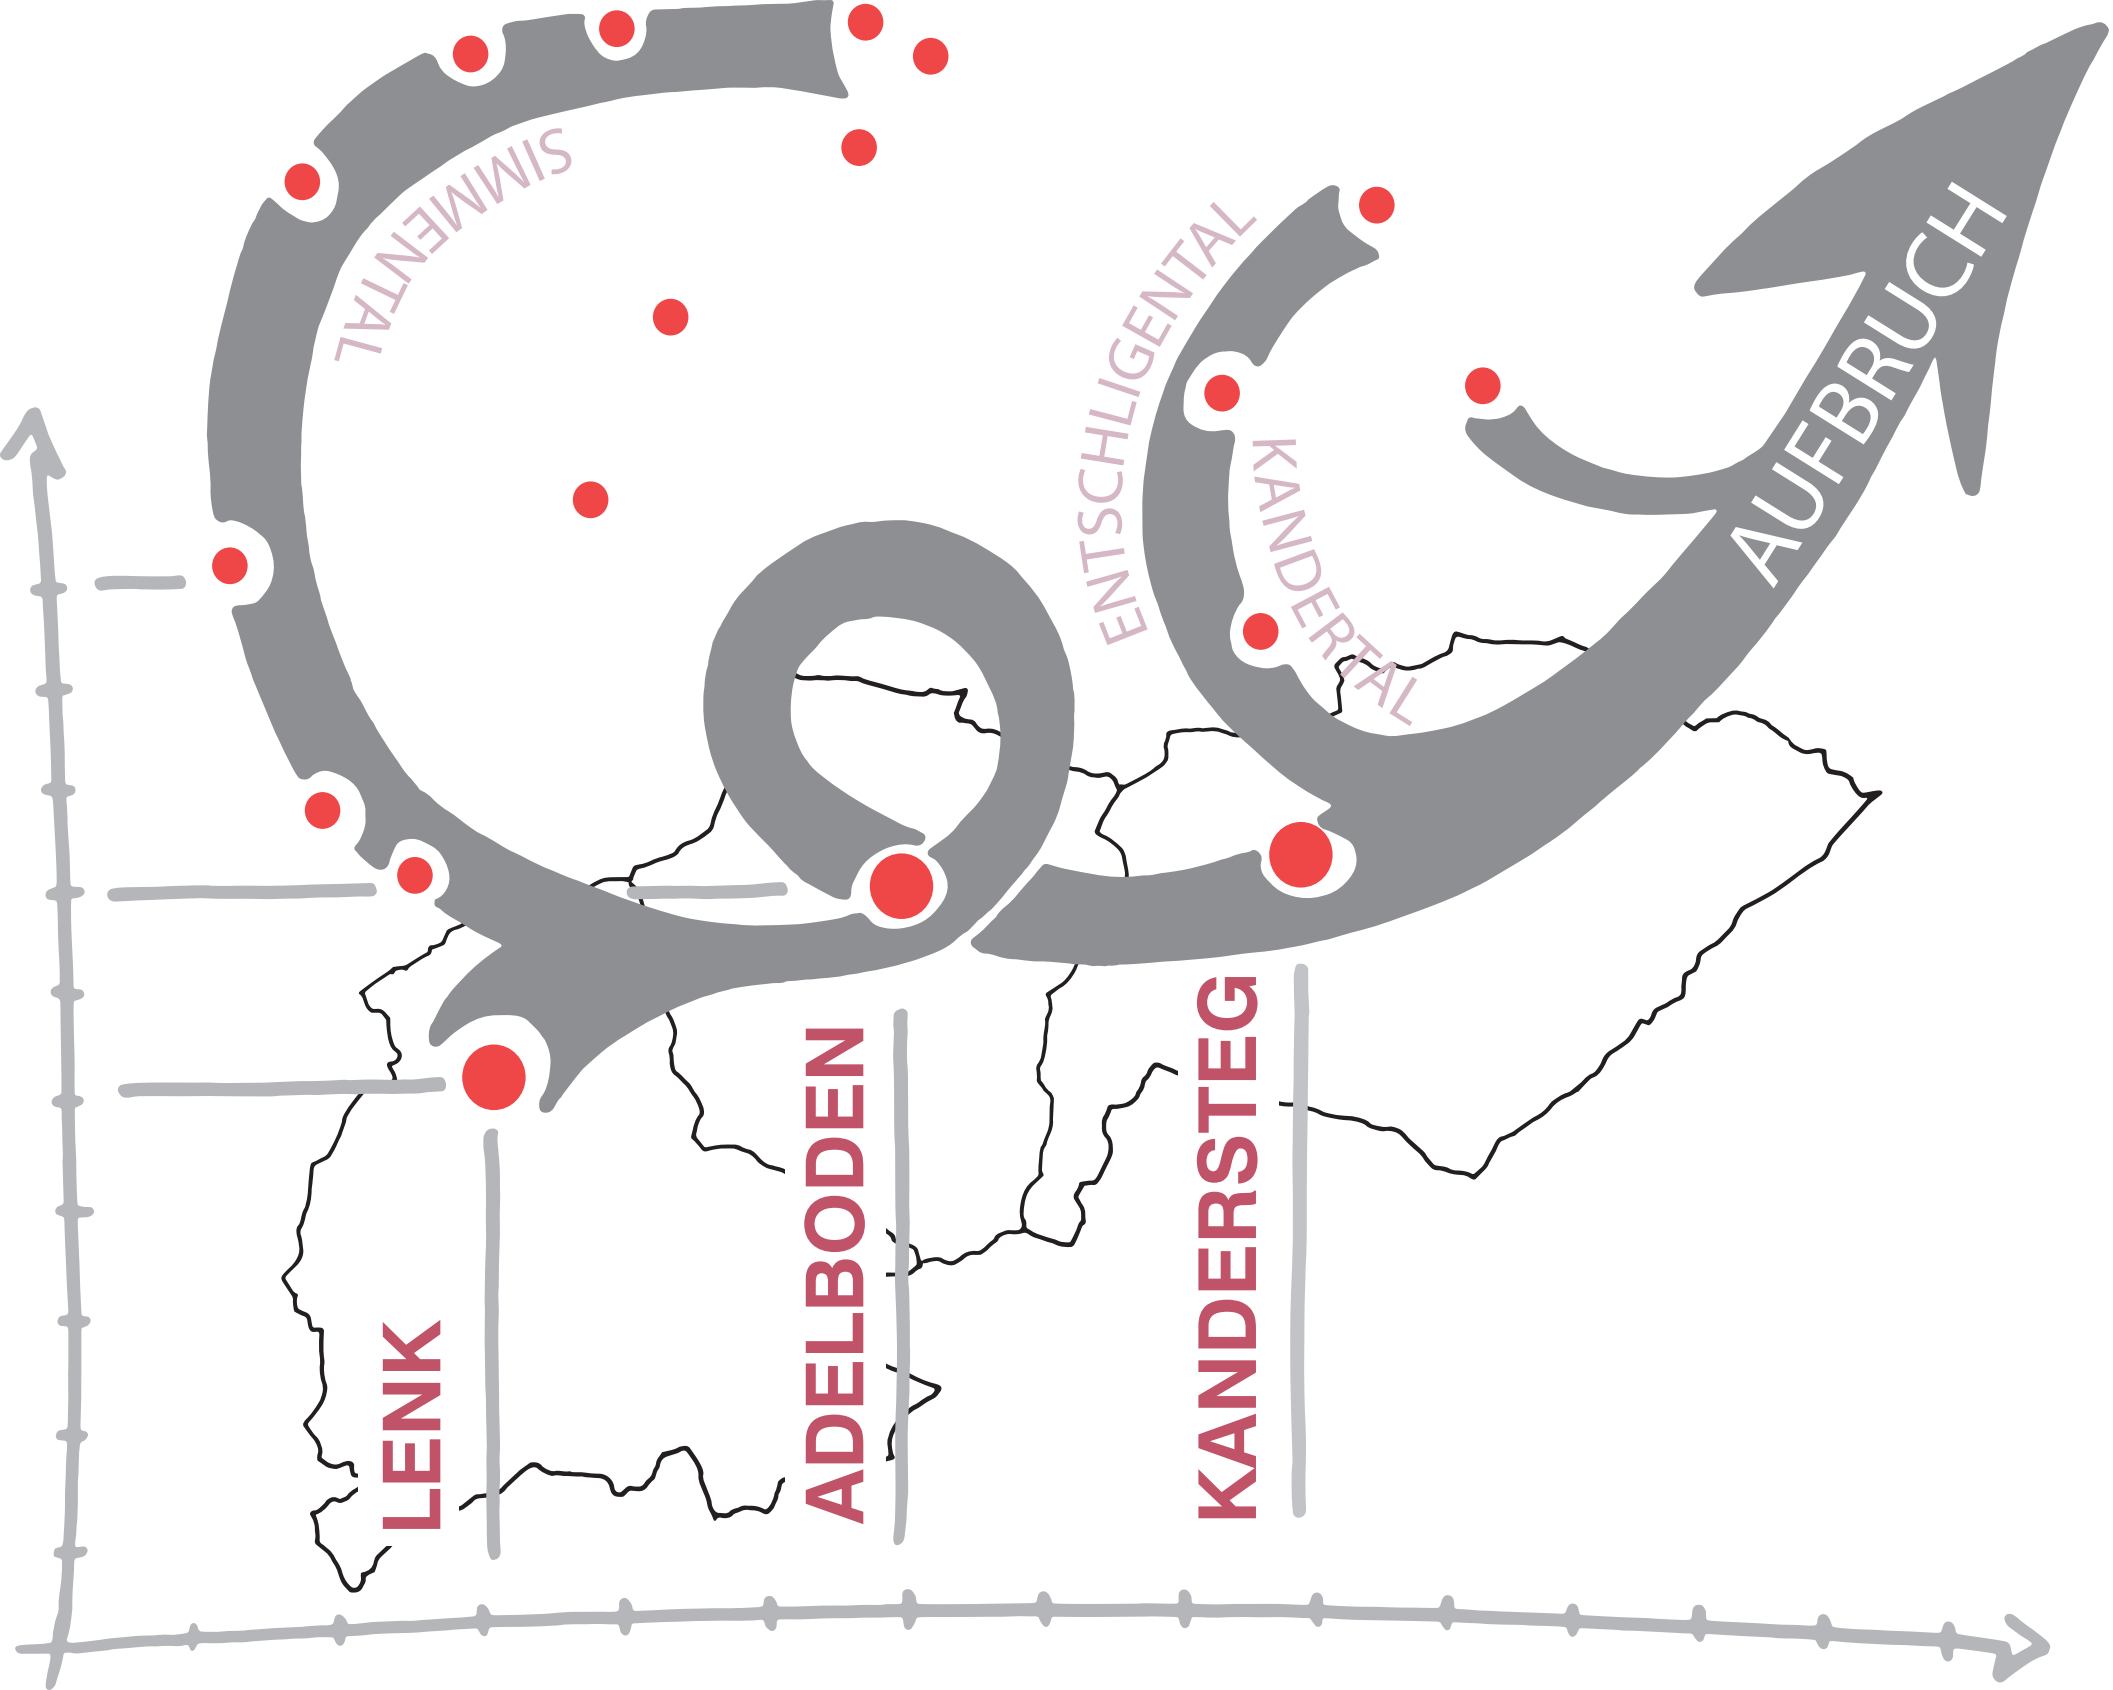 SIMMENTAL
ENTSCHLIGENTAL
KANDERTAL
AUFBRUCH
LENK
ADELBODEN
KANDERSTEG